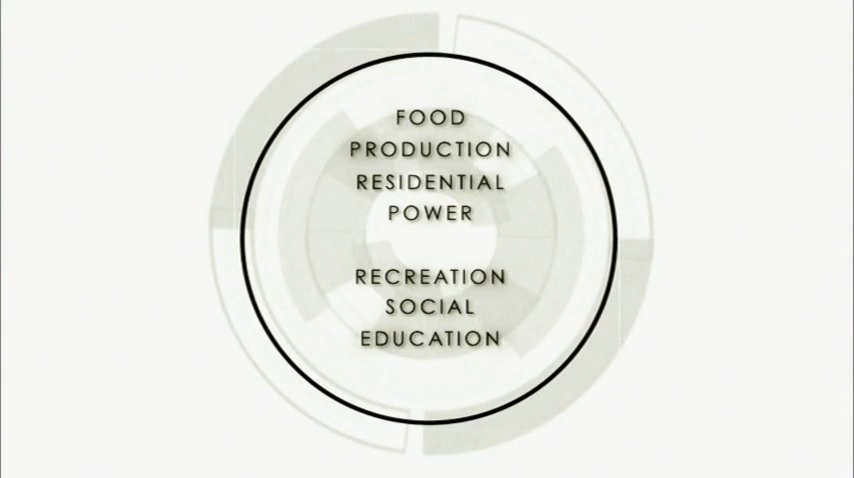 FOOD
PRODUCTION
RESIDENTIAL
POWER
RECREATION
SOCIAL
EDUCATION